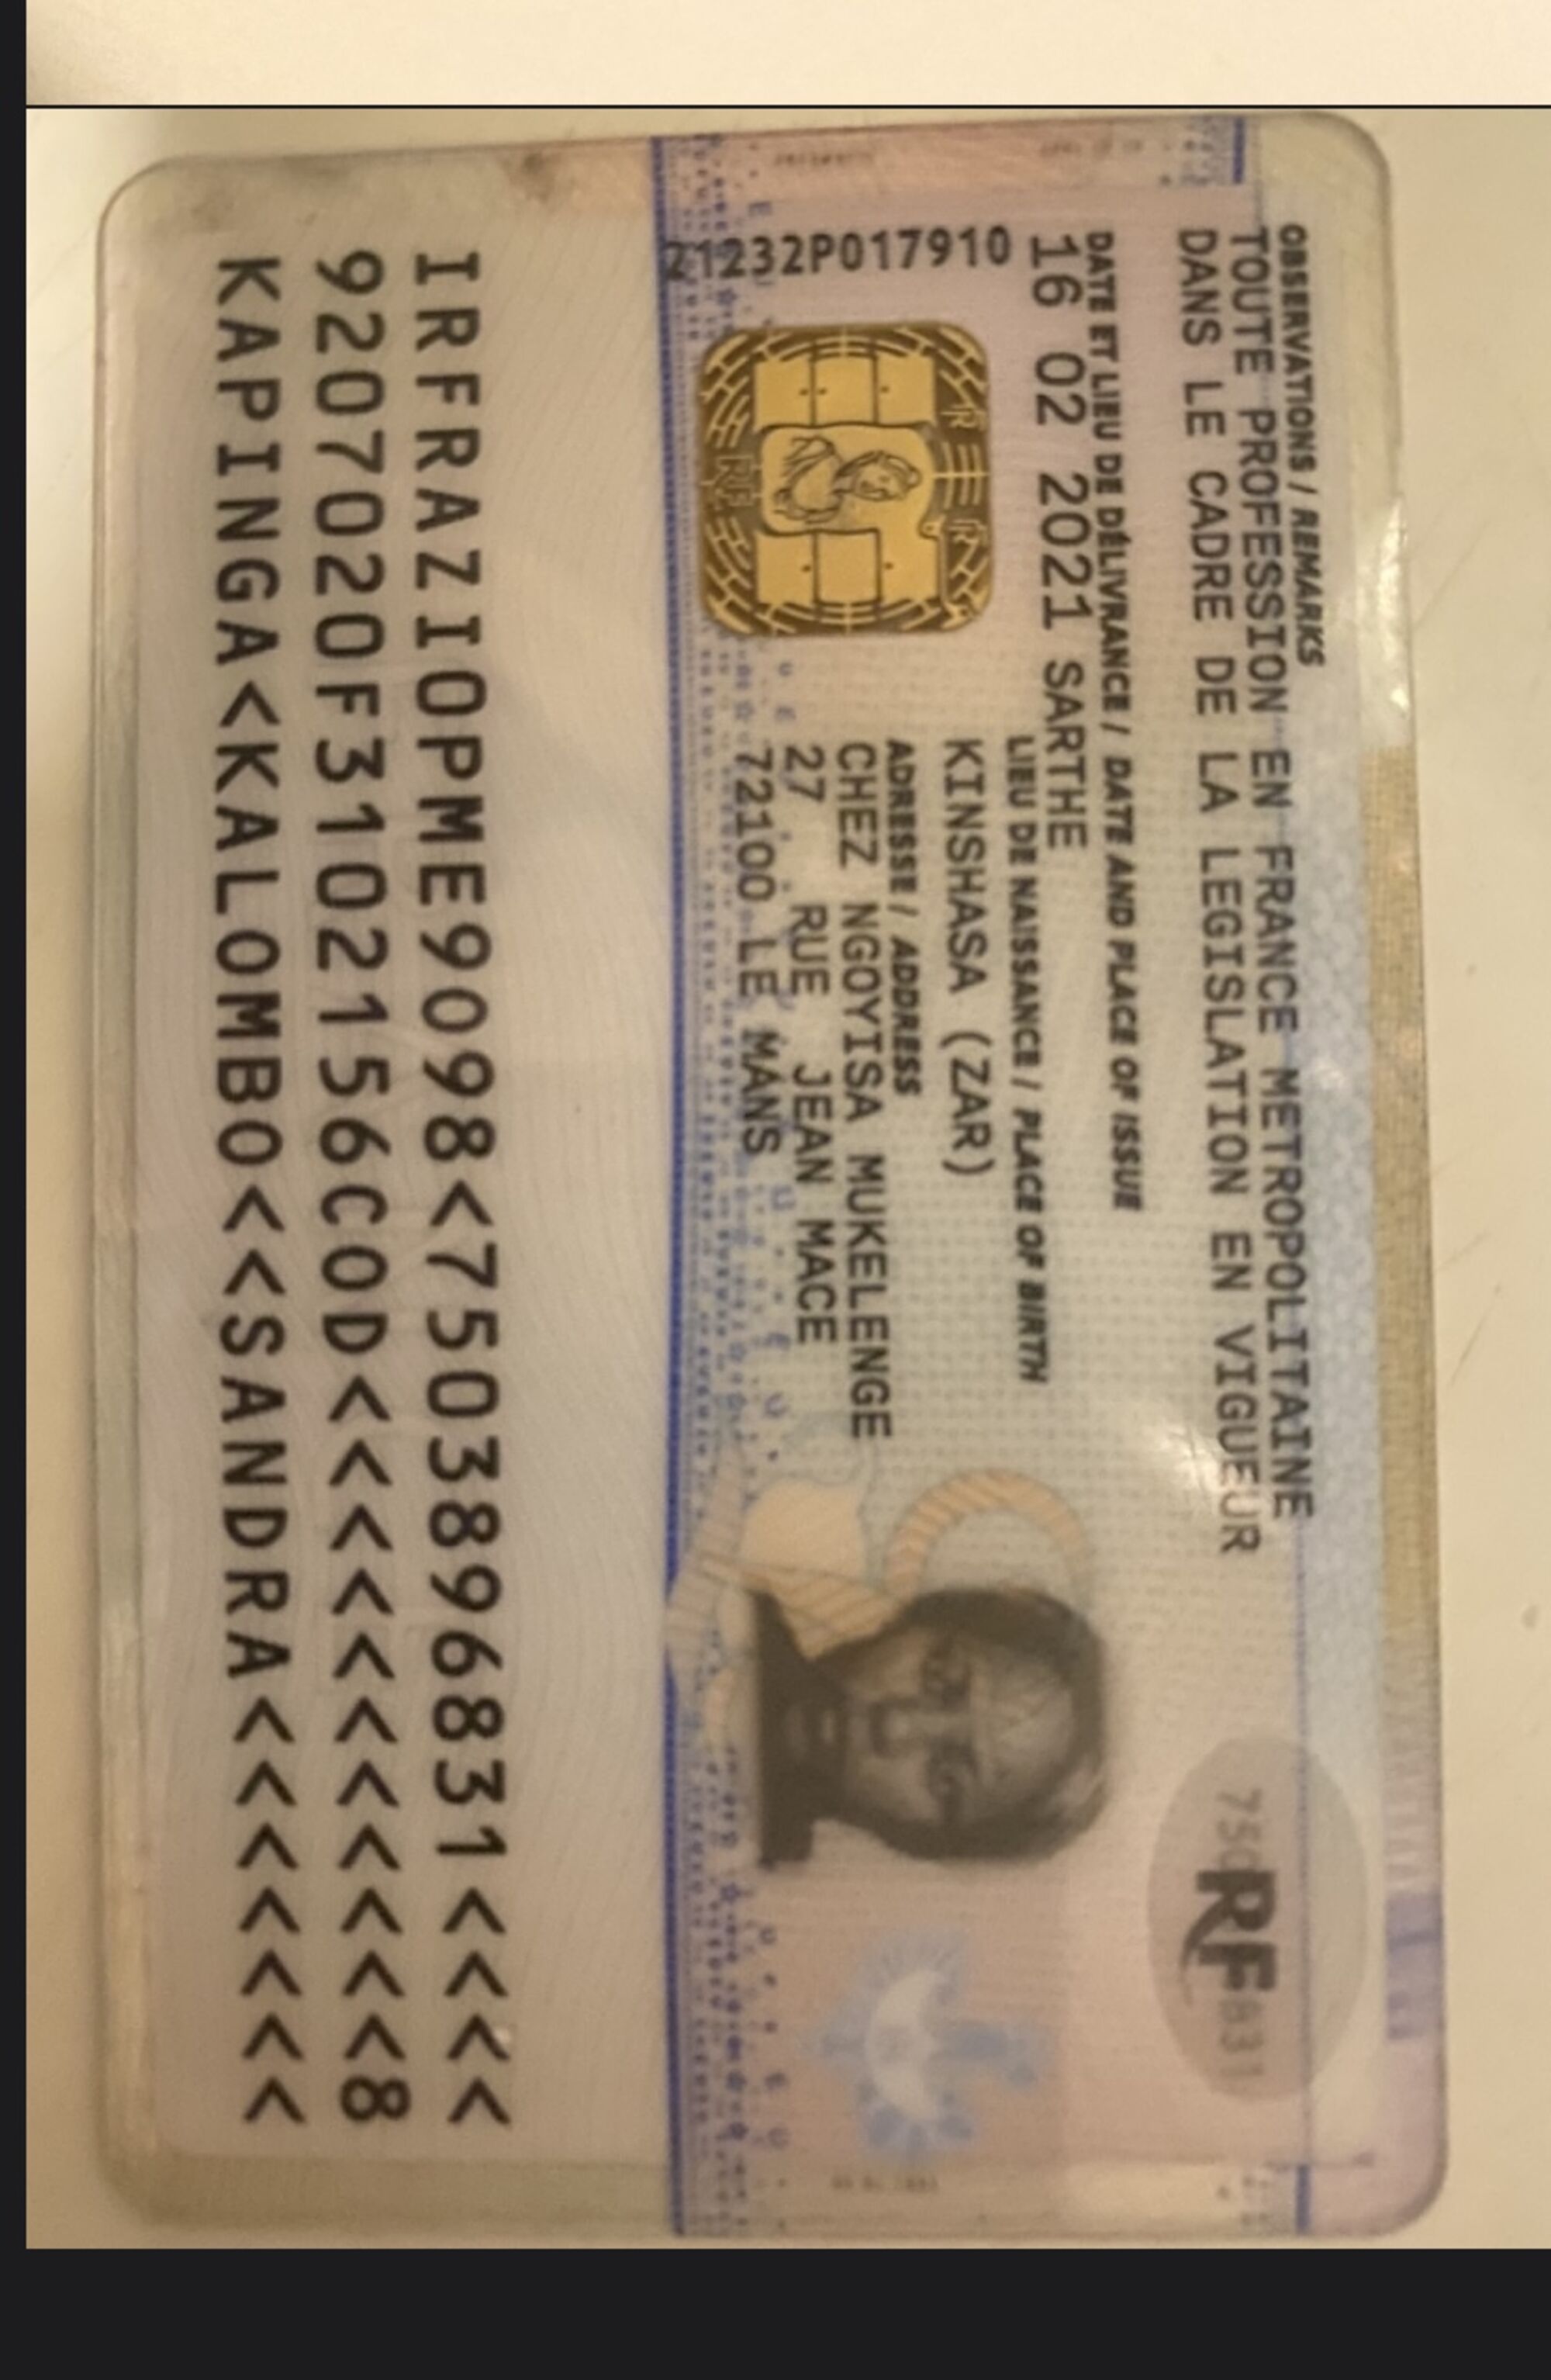 OBSERVATIONS / REMARKS
TOUTE PROFESSION EN FRANCE METROPOLITAINE
DANS LE CADRE DE LA LEGISLATION EN VIGUEUR
DATE ET LIEU DE DÉLIVRANCE / DATE AND PLACE OF ISSUE
16 02 2021 SARTHE
LIEU DE NAISSANCE / PLACE OF BIRTH
KINSHASA (ZAR)
ADRESSE / ADDRESS
CHEZ NGOYISA MUKELENGE
27 RUE JEAN MACE
72100 LE MANS
21232P017910
RF
IRFRAZIOPME9098<7503896831<<<<
9207020F3102156COD<<<<<<<<<<<8
KAPINGA<KALOMBO<<SANDRA<<<<<<<